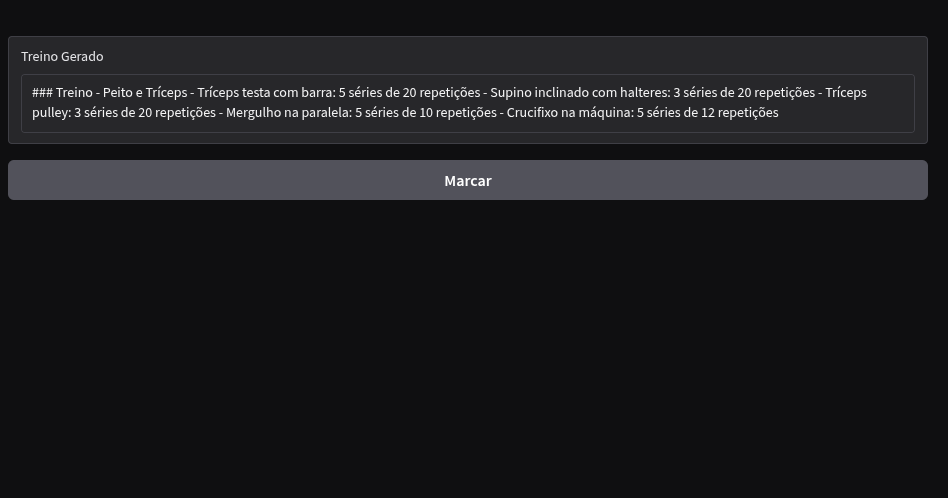 Treino Gerado
### Treino - Peito e Tríceps - Tríceps testa com barra: 5 séries de 20 repetições - Supino inclinado com halteres: 3 séries de 20 repetições - Tríceps
pulley: 3 séries de 20 repetições - Mergulho na paralela: 5 séries de 10 repetições - Crucifixo na máquina: 5 séries de 12 repetições
Marcar